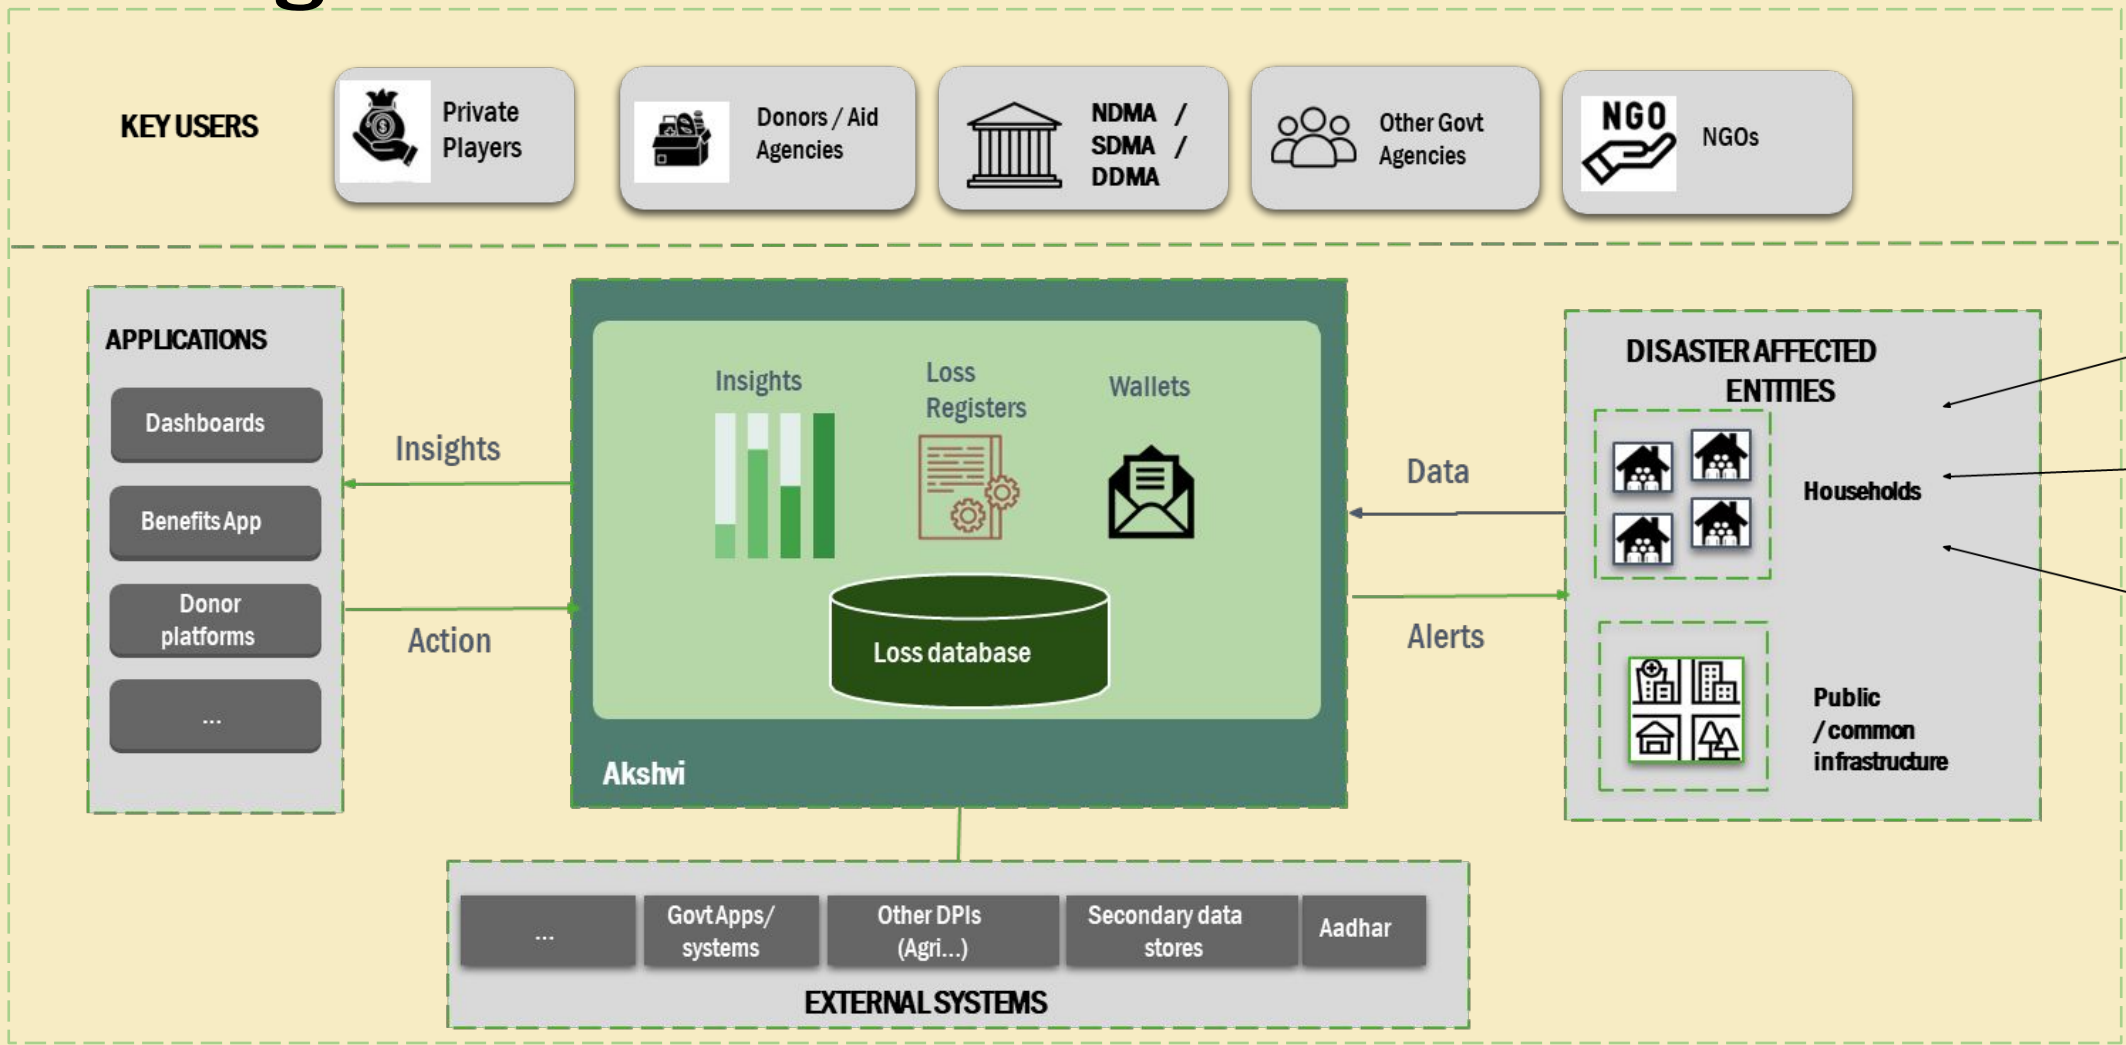 KEY USERS
Private
Players
Donors / Aid
Agencies
NDMA /
SDMA /
DDMA
Other Govt
Agencies
NGO
NGOs
APPLICATIONS
Dashboards
Benefits App
Donor
platforms
...
Insights
Action
Insights
Loss
Registers
Wallets
Loss database
Akshvi
Data
Alerts
DISASTER AFFECTED
ENTITIES
Households
Public
/ common
infrastructure
...
Govt Apps/
systems
Other DPIs
(Agri...)
Secondary data
stores
Aadhar
EXTERNAL SYSTEMS